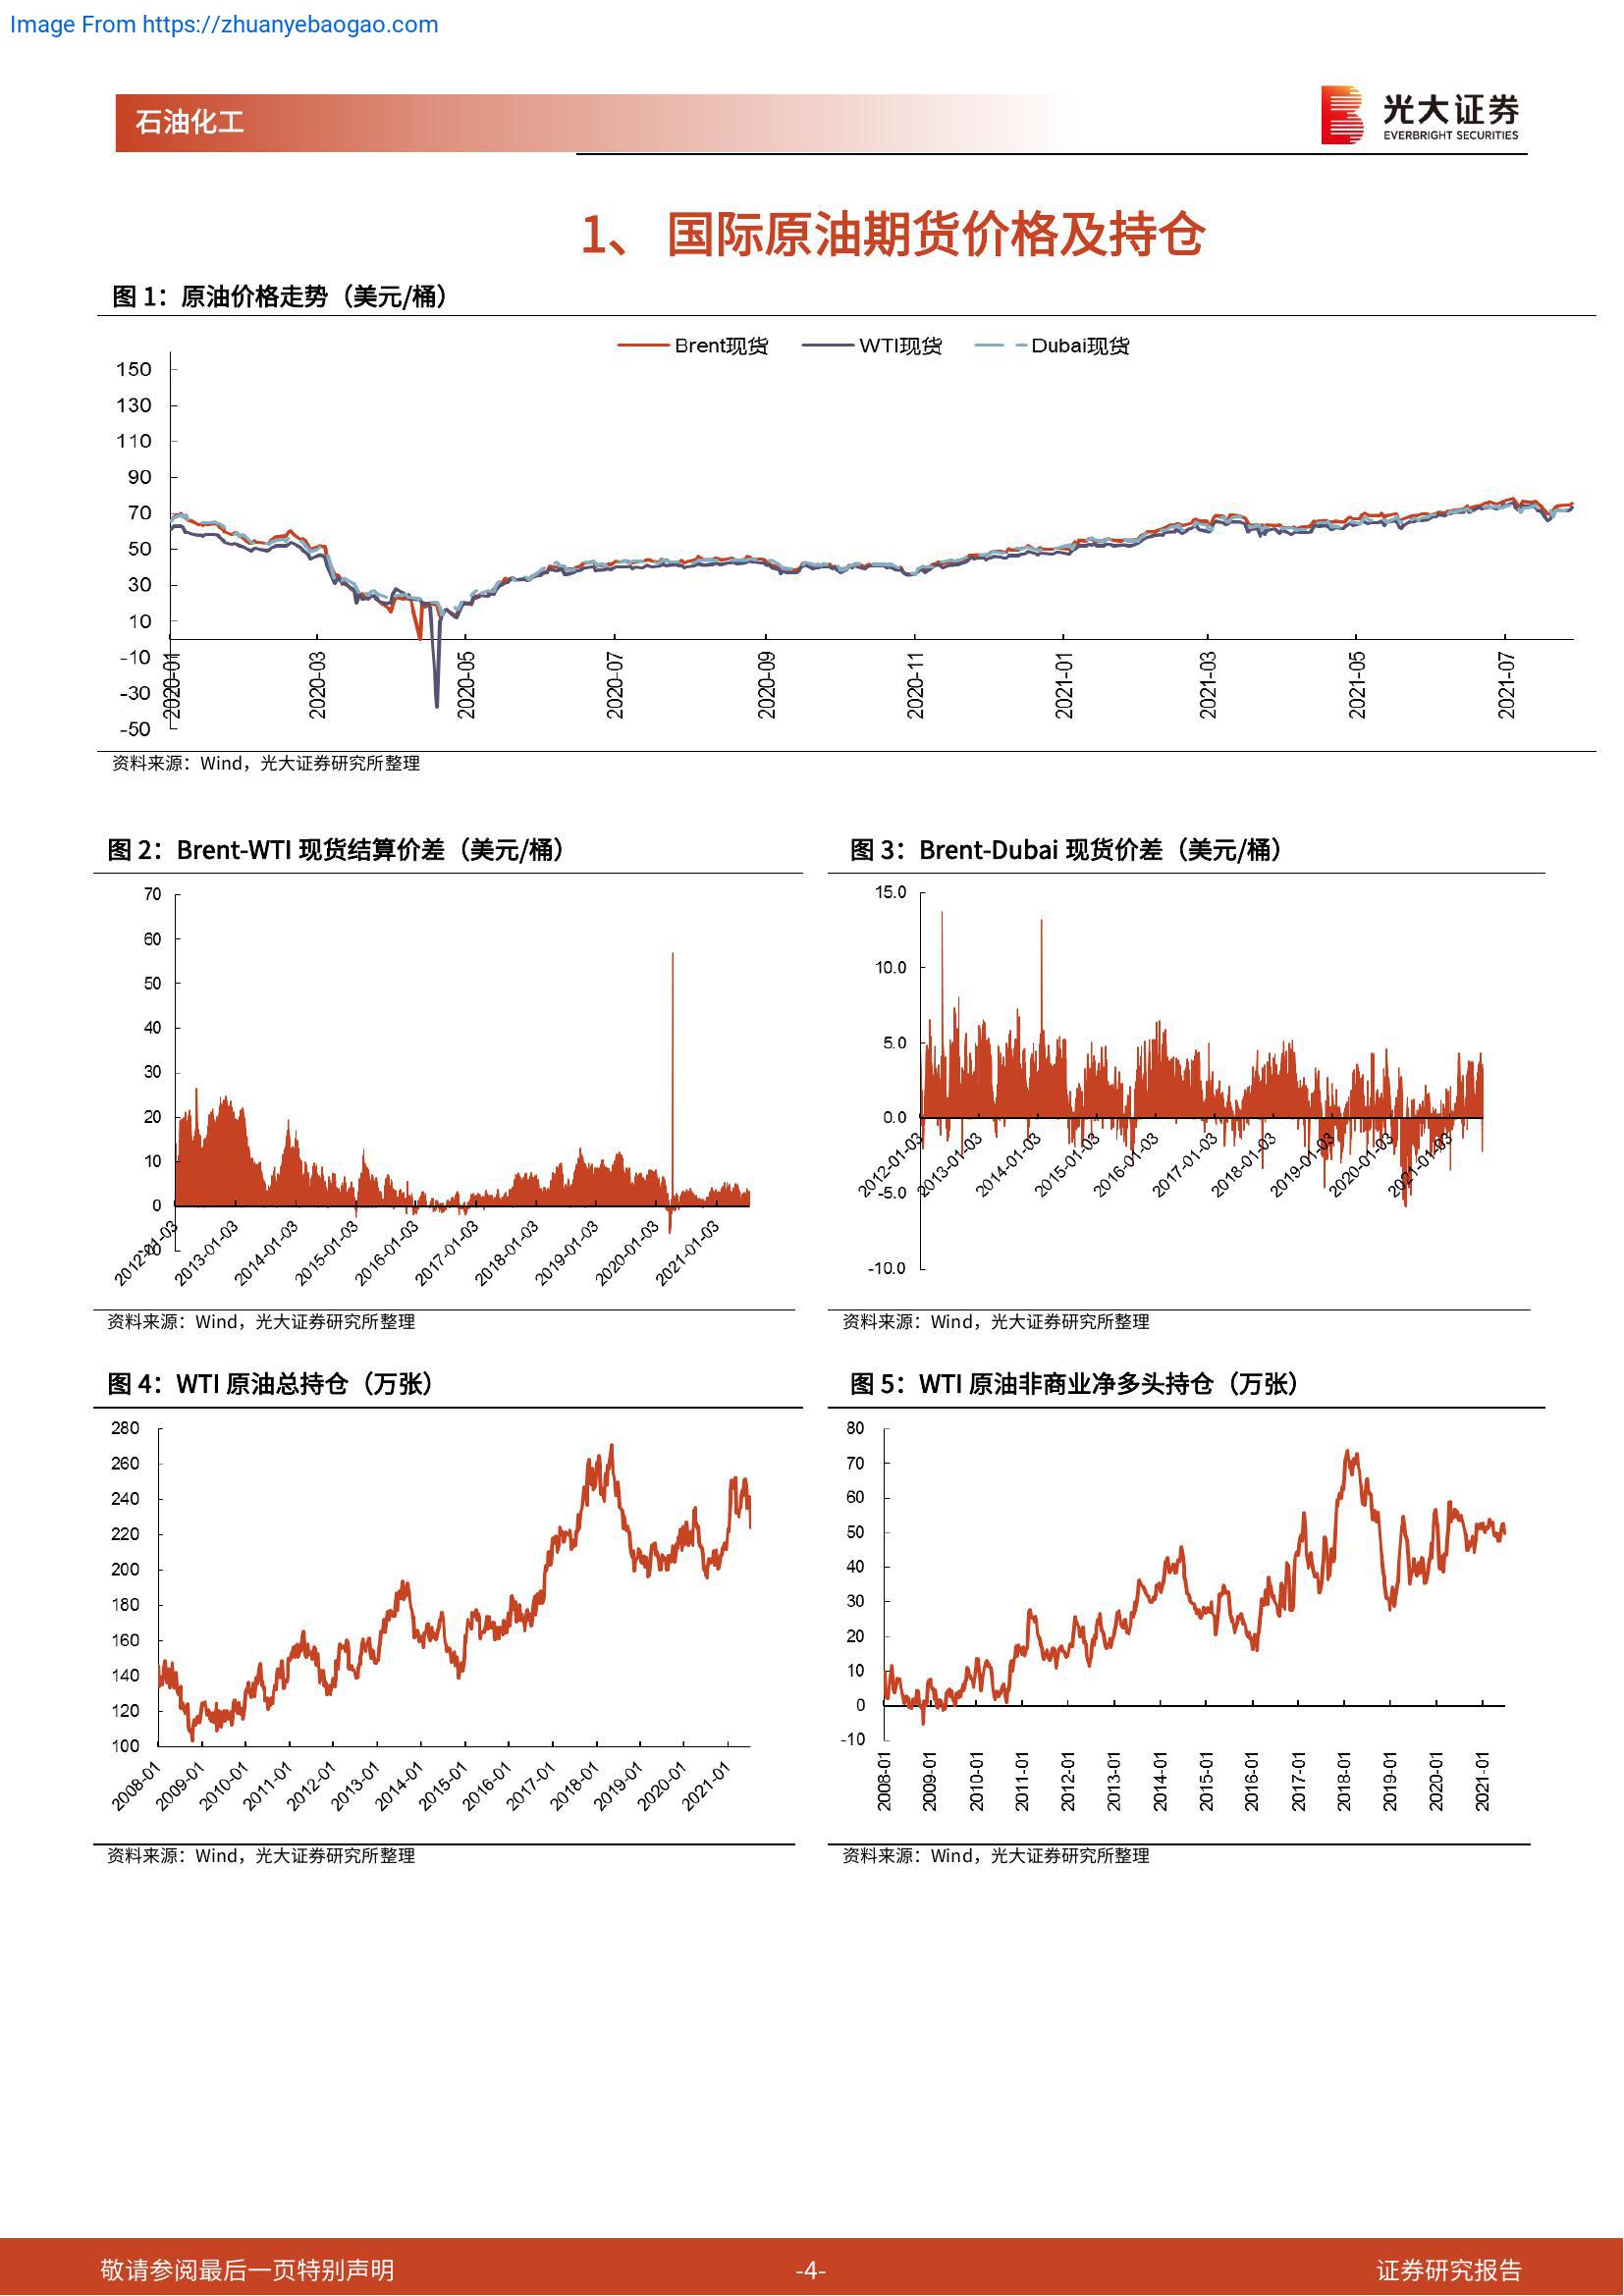 Image From https://zhuanyebaogao.com
石油化工
光大证券
EVERBRIGHT SECURITIES
1、 国际原油期货价格及持仓
图 1：原油价格走势（美元/桶）
Brent现货 WTI现货 Dubai现货
150
130
110
90
70
50
30
10
-10
-30
-50
2020-01 2020-03 2020-05 2020-07 2020-09 2020-11 2021-01 2021-03 2021-05 2021-07
资料来源：Wind，光大证券研究所整理
图 2：Brent-WTI 现货结算价差（美元/桶）
70
60
50
40
30
20
10
0
-10
2012-01-03 2013-01-03 2014-01-03 2015-01-03 2016-01-03 2017-01-03 2018-01-03 2019-01-03 2020-01-03 2021-01-03
资料来源：Wind，光大证券研究所整理
图 3：Brent-Dubai 现货价差（美元/桶）
15.0
10.0
5.0
0.0
-5.0
-10.0
2012-01-03 2013-01-03 2014-01-03 2015-01-03 2016-01-03 2017-01-03 2018-01-03 2019-01-03 2020-01-03 2021-01-03
资料来源：Wind，光大证券研究所整理
图 4：WTI 原油总持仓（万张）
280
260
240
220
200
180
160
140
120
100
2008-01 2009-01 2010-01 2011-01 2012-01 2013-01 2014-01 2015-01 2016-01 2017-01 2018-01 2019-01 2020-01 2021-01
资料来源：Wind，光大证券研究所整理
图 5：WTI 原油非商业净多头持仓（万张）
80
70
60
50
40
30
20
10
0
-10
2008-01 2009-01 2010-01 2011-01 2012-01 2013-01 2014-01 2015-01 2016-01 2017-01 2018-01 2019-01 2020-01 2021-01
资料来源：Wind，光大证券研究所整理
敬请参阅最后一页特别声明 -4- 证券研究报告